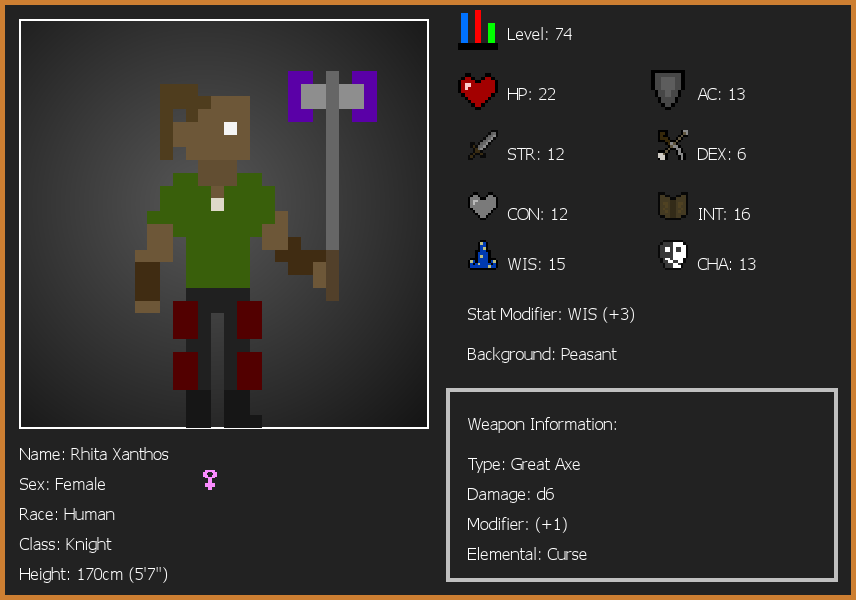 Level: 74
HP: 22
AC: 13
STR: 12
DEX: 6
CON: 12
INT: 16
WIS: 15
CHA: 13
Stat Modifier: WIS (+3)
Background: Peasant
Name: Rhita Xanthos
Sex: Female
Race: Human
Class: Knight
Height: 170cm (5'7")
Weapon Information:
Type: Great Axe
Damage: d6
Modifier: (+1)
Elemental: Curse